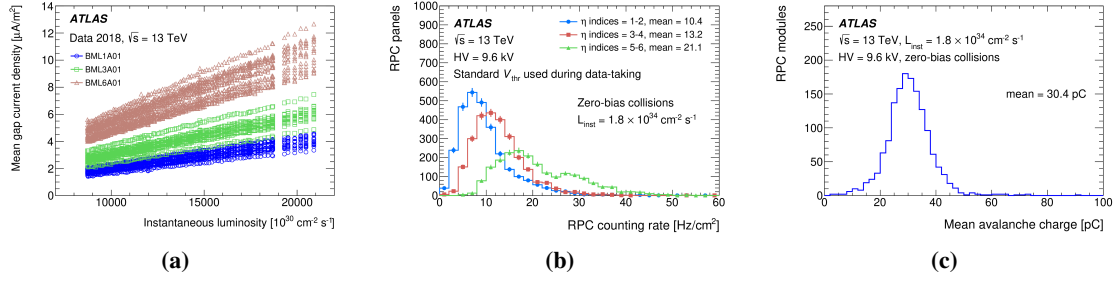 ATLAS
Data 2018, √s = 13 TeV
BML1A01
BML3A01
BML6A01
Mean gap current density [μA/m²]
14
12
10
8
6
4
2
0
10000 15000 20000
Instantaneous luminosity [10³⁰ cm⁻² s⁻¹]
(a)
ATLAS
√s = 13 TeV
HV = 9.6 kV
Standard V_thr used during data-taking
η indices = 1-2, mean = 10.4
η indices = 3-4, mean = 13.2
η indices = 5-6, mean = 21.1
Zero-bias collisions
L_inst = 1.8 × 10³⁴ cm⁻² s⁻¹
RPC panels
1000
900
800
700
600
500
400
300
200
100
0
0 10 20 30 40 50 60
RPC counting rate [Hz/cm²]
(b)
ATLAS
√s = 13 TeV, L_inst = 1.8 × 10³⁴ cm⁻² s⁻¹
HV = 9.6 kV, zero-bias collisions
mean = 30.4 pC
RPC modules
250
200
150
100
50
0
0 20 40 60 80 100
Mean avalanche charge [pC]
(c)